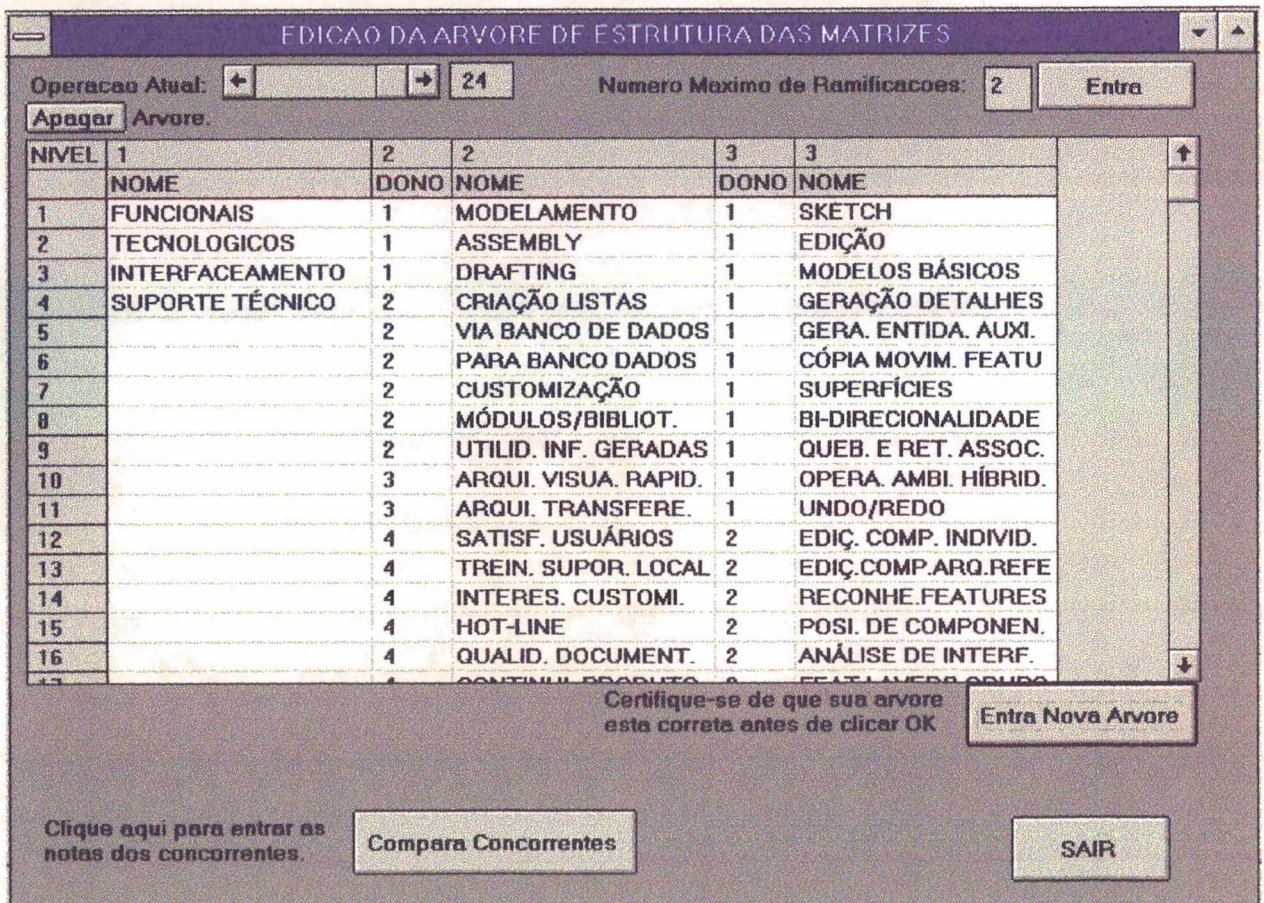 EDICAO DA ARVORE DE ESTRUTURA DAS MATRIZES
Operacao Atual: 24 Numero Maximo de Ramificacoes: 2 Entra
Apagar Arvore.
NIVEL 1 2 2 3 3
NOME DONO NOME DONO NOME
1 FUNCIONAIS 1 MODELAMENTO 1 SKETCH
2 TECNOLOGICOS 1 ASSEMBLY 1 EDIÇÃO
3 INTERFACEAMENTO 1 DRAFTING 1 MODELOS BÁSICOS
4 SUPORTE TÉCNICO 2 CRIAÇÃO LISTAS 1 GERAÇÃO DETALHES
5 2 VIA BANCO DE DADOS 1 GERA. ENTIDA. AUXI.
6 2 PARA BANCO DADOS 1 CÓPIA MOVIM. FEATU
7 2 CUSTOMIZAÇÃO 1 SUPERFÍCIES
8 2 MÓDULOS/BIBLIOT. 1 BI-DIRECIONALIDADE
9 2 UTILID. INF. GERADAS 1 QUEB. E RET. ASSOC.
10 3 ARQUI. VISUA. RAPID. 1 OPERA. AMBI. HÍBRID.
11 3 ARQUI. TRANSFERE. 1 UNDO/REDO
12 4 SATISF. USUÁRIOS 2 EDIÇ. COMP. INDIVID.
13 4 TREIN. SUPOR. LOCAL 2 EDIÇ.COMP.ARQ.REFE
14 4 INTERES. CUSTOMI. 2 RECONHE.FEATURES
15 4 HOT-LINE 2 POSI. DE COMPONEN.
16 4 QUALID. DOCUMENT. 2 ANÁLISE DE INTERF.
Certifique-se de que sua arvore
esta correta antes de clicar OK
Entra Nova Arvore
Clique aqui para entrar as
notas dos concorrentes.
Compara Concorrentes
SAIR